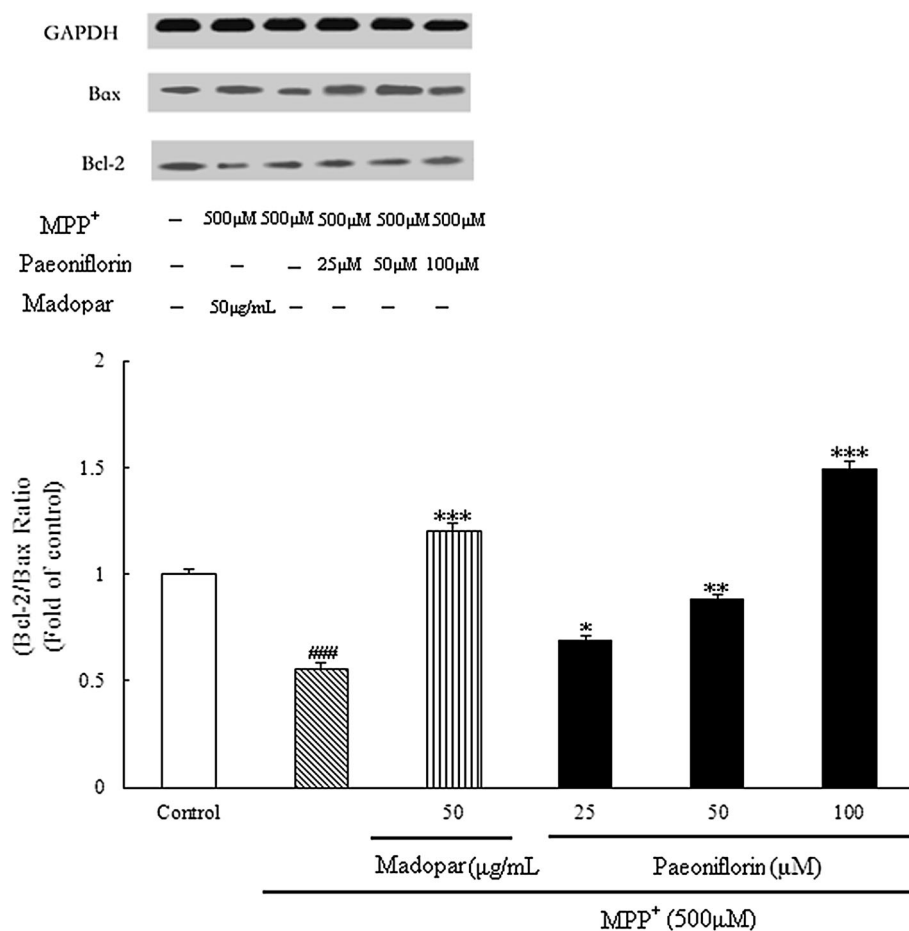 GAPDH
Bax
Bcl-2
MPP⁺ – 500μM 500μM 500μM 500μM 500μM
Paeoniflorin – – – 25μM 50μM 100μM
Madopar – 50μg/mL – – – –
2
1.5
1
0.5
0
(Bcl-2/Bax Ratio
(Fold of control)
###
***
*
**
***
Control 50 25 50 100
Madopar (μg/mL Paeoniflorin (μM)
MPP⁺ (500μM)